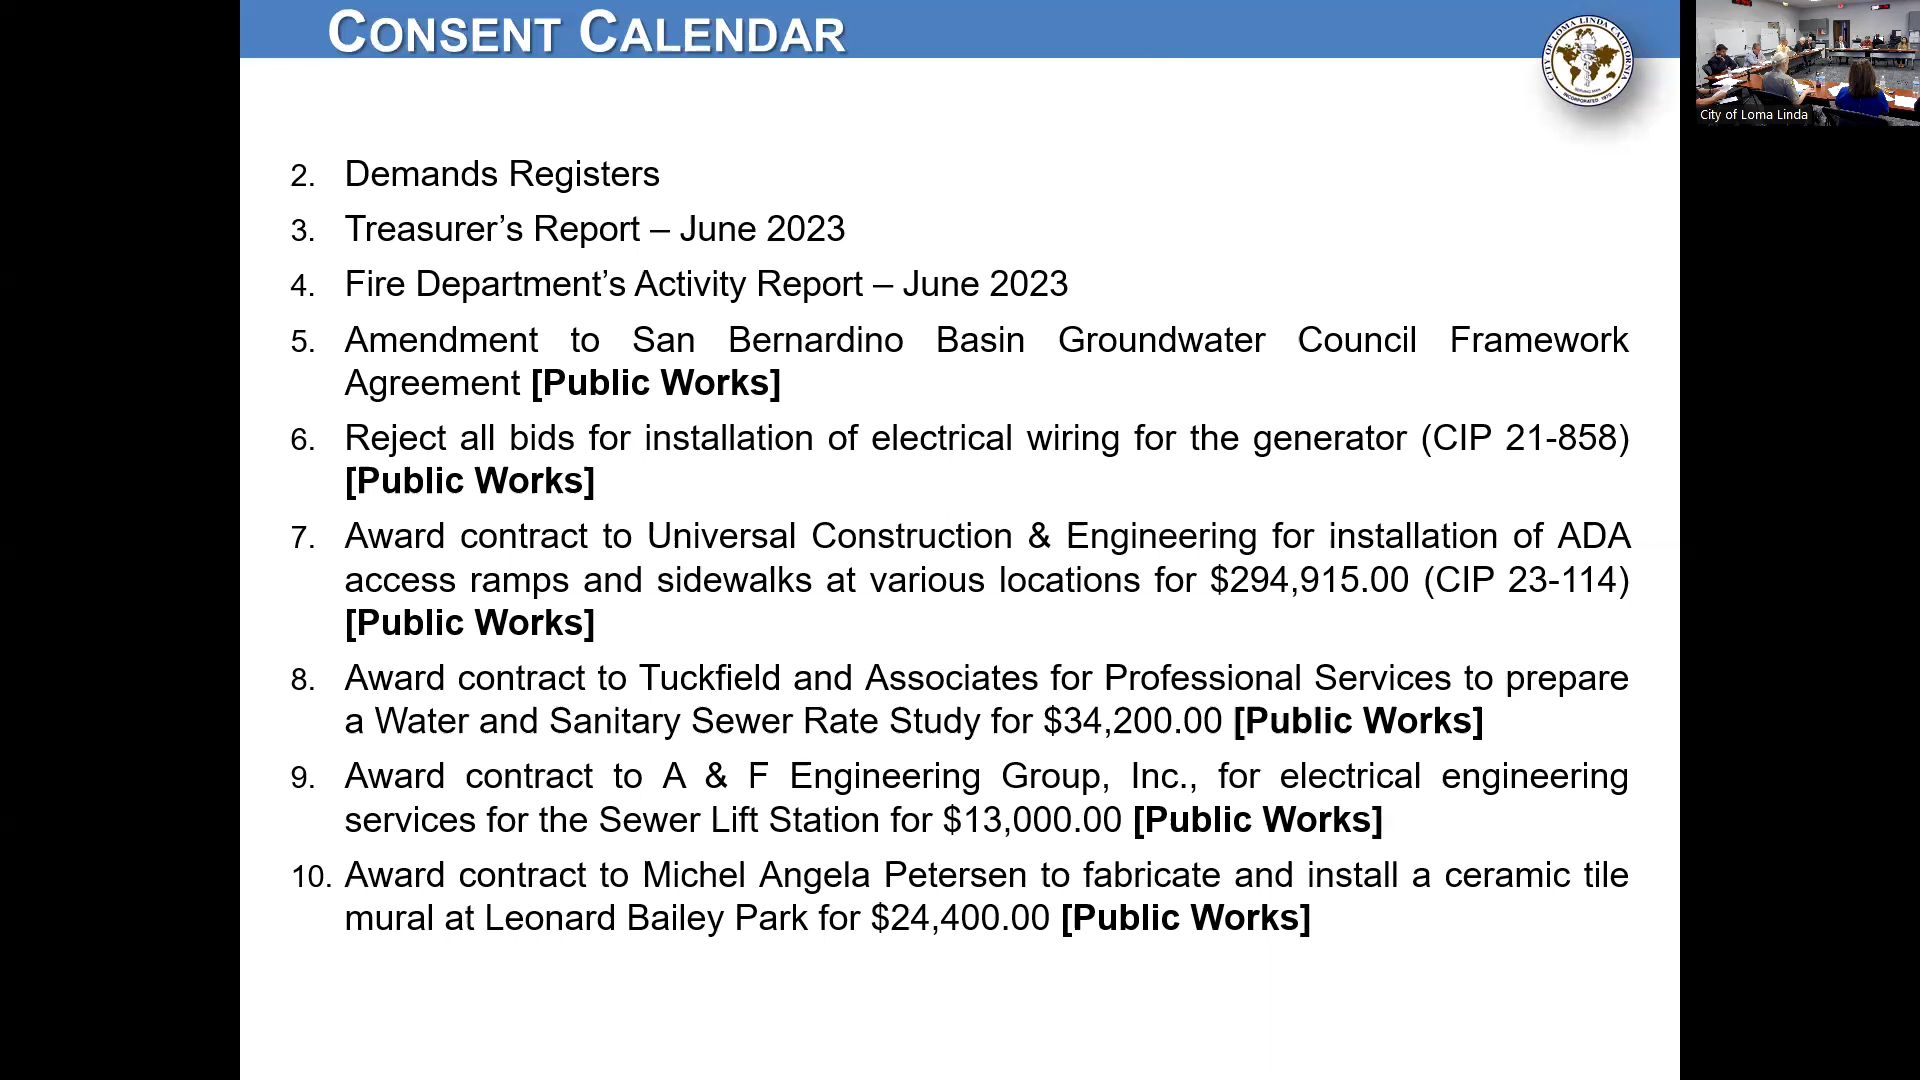 CONSENT CALENDAR
CITY OF LOMA LINDA CALIFORNIA
INCORPORATED 1970
City of Loma Linda
2. Demands Registers
3. Treasurer’s Report – June 2023
4. Fire Department’s Activity Report – June 2023
5. Amendment to San Bernardino Basin Groundwater Council Framework
Agreement [Public Works]
6. Reject all bids for installation of electrical wiring for the generator (CIP 21-858)
[Public Works]
7. Award contract to Universal Construction & Engineering for installation of ADA
access ramps and sidewalks at various locations for $294,915.00 (CIP 23-114)
[Public Works]
8. Award contract to Tuckfield and Associates for Professional Services to prepare
a Water and Sanitary Sewer Rate Study for $34,200.00 [Public Works]
9. Award contract to A & F Engineering Group, Inc., for electrical engineering
services for the Sewer Lift Station for $13,000.00 [Public Works]
10. Award contract to Michel Angela Petersen to fabricate and install a ceramic tile
mural at Leonard Bailey Park for $24,400.00 [Public Works]